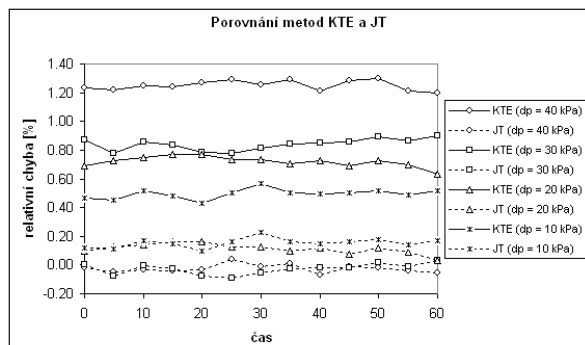 Porovnání metod KTE a JT
relativní chyba [%]
1.40
1.20
1.00
0.80
0.60
0.40
0.20
0.00
-0.20
0
10
20
30
40
50
60
čas
KTE (dp = 40 kPa)
JT (dp = 40 kPa)
KTE (dp = 30 kPa)
JT (dp = 30 kPa)
KTE (dp = 20 kPa)
JT (dp = 20 kPa)
KTE (dp = 10 kPa)
JT (dp = 10 kPa)